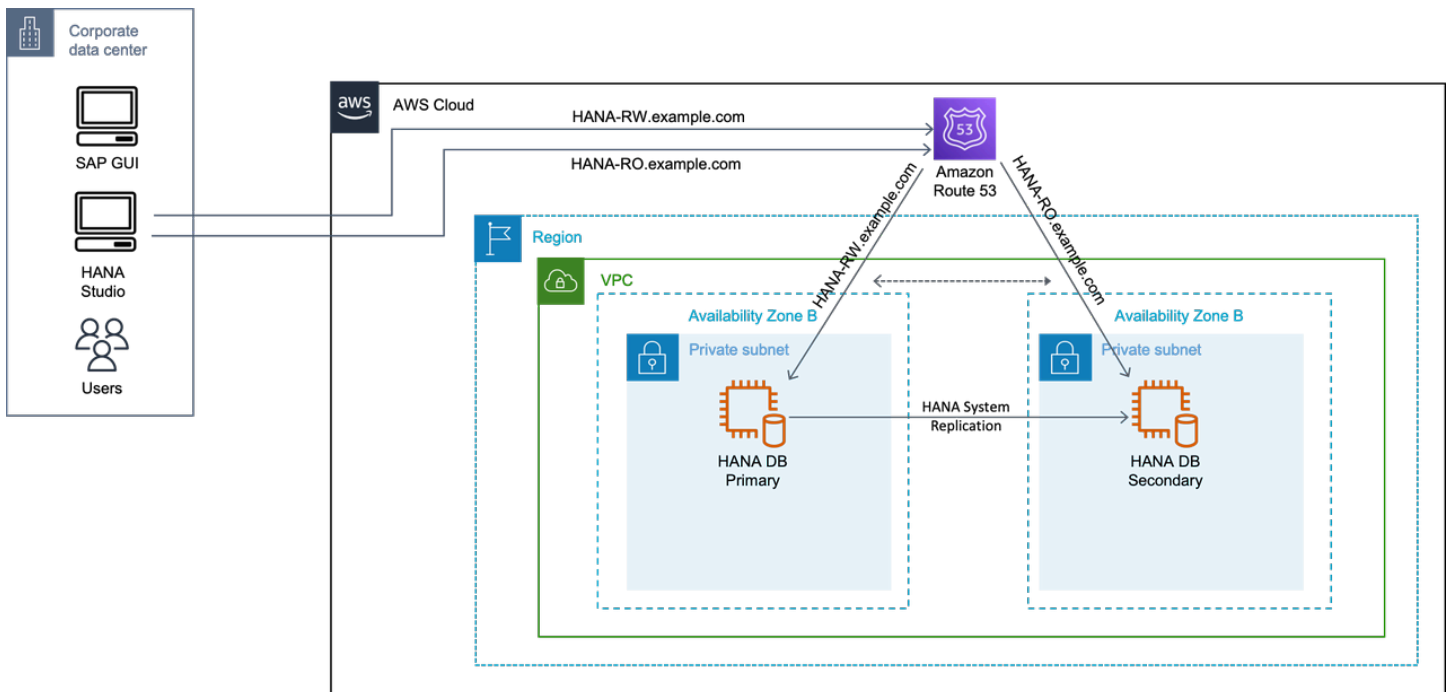 Corporate
data center
SAP GUI
HANA
Studio
Users
aws
AWS Cloud
HANA-RW.example.com
HANA-RO.example.com
53
Amazon
Route 53
HANA-RW.example.com
HANA-RO.example.com
Region
VPC
Availability Zone B
Private subnet
HANA DB
Primary
HANA System
Replication
Availability Zone B
Private subnet
HANA DB
Secondary